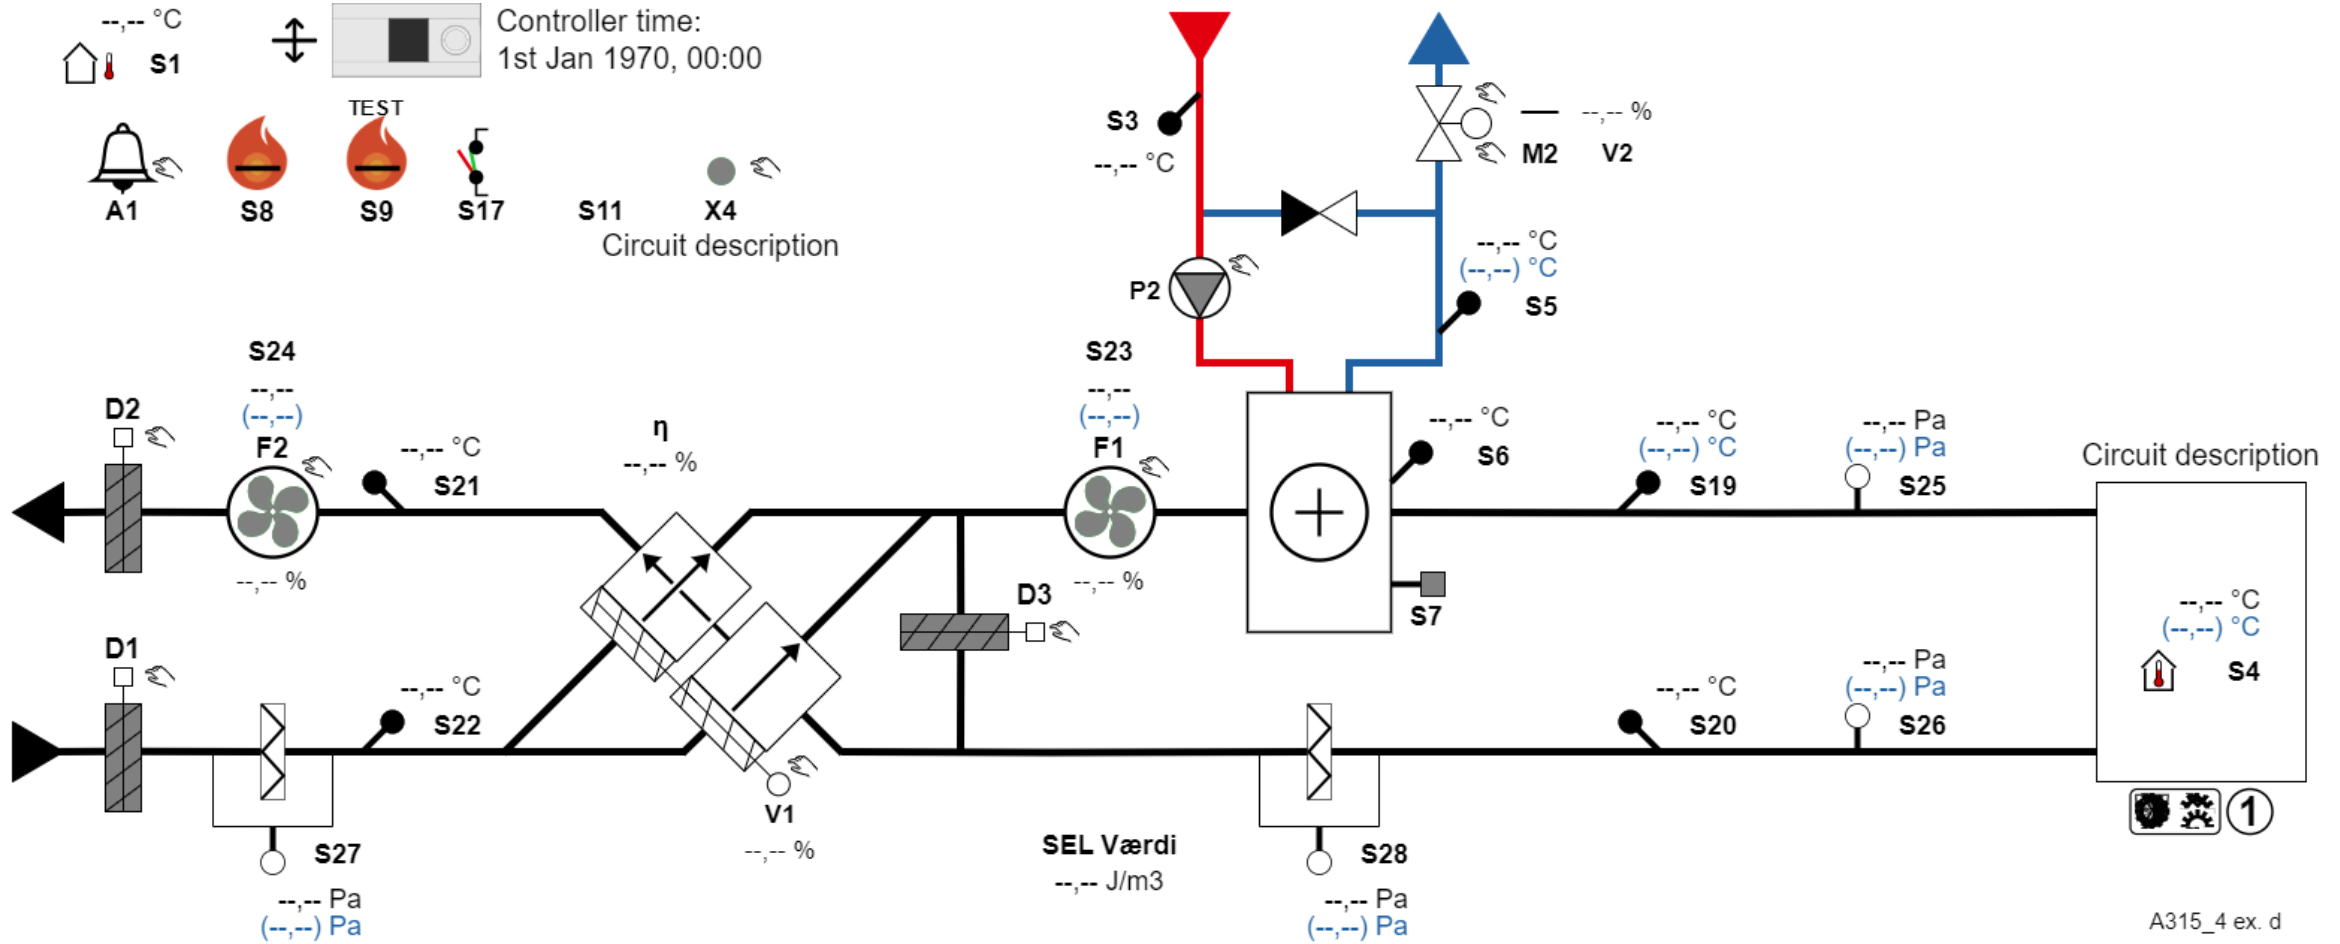 --,-- °C
S1
Controller time:
1st Jan 1970, 00:00
TEST
A1
S8
S9
S17
S11
X4
Circuit description
S3
--,-- °C
--,-- %
M2
V2
--,-- °C
(--,--) °C
S5
P2
S24
--,--
(--,--)
F2
--,-- %
D2
--,-- °C
S21
η
--,-- %
S23
--,--
(--,--)
F1
--,-- %
--,-- °C
S6
--,-- °C
(--,--) °C
S19
--,-- Pa
(--,--) Pa
S25
Circuit description
D3
S7
--,-- °C
(--,--) °C
S4
D1
--,-- °C
S22
--,-- °C
S20
--,-- Pa
(--,--) Pa
S26
V1
--,-- %
S27
--,-- Pa
(--,--) Pa
SEL Værdi
--,-- J/m3
S28
--,-- Pa
(--,--) Pa
1
A315_4 ex. d